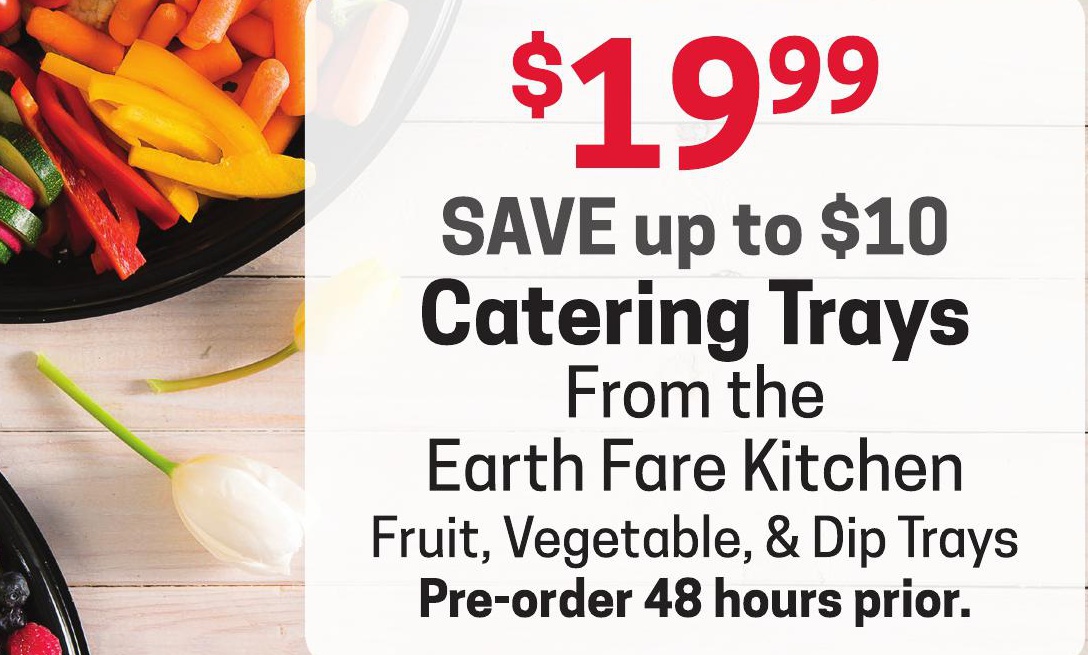 $19.99
SAVE up to $10
Catering Trays
From the
Earth Fare Kitchen
Fruit, Vegetable, & Dip Trays
Pre-order 48 hours prior.